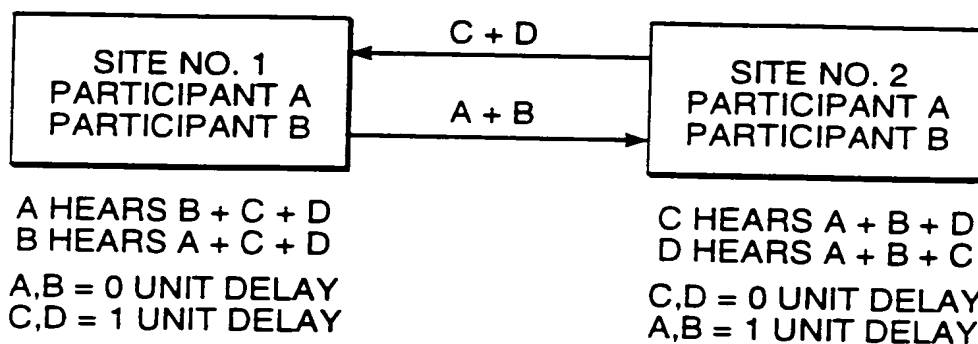 C + D
SITE NO. 1
PARTICIPANT A
PARTICIPANT B
A + B
SITE NO. 2
PARTICIPANT A
PARTICIPANT B
A HEARS B + C + D
B HEARS A + C + D
A,B = 0 UNIT DELAY
C,D = 1 UNIT DELAY
C HEARS A + B + D
D HEARS A + B + C
C,D = 0 UNIT DELAY
A,B = 1 UNIT DELAY